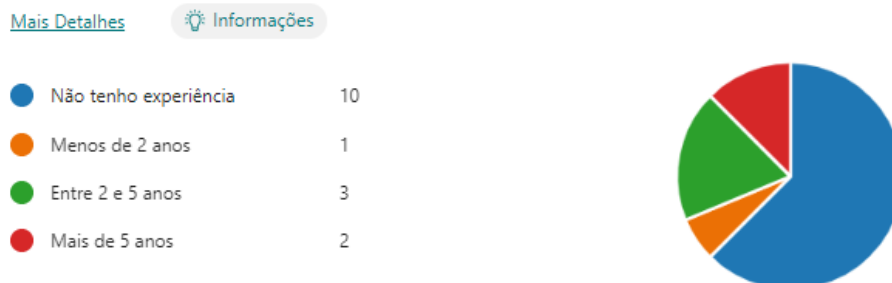 Mais Detalhes Informações
Não tenho experiência 10
Menos de 2 anos 1
Entre 2 e 5 anos 3
Mais de 5 anos 2